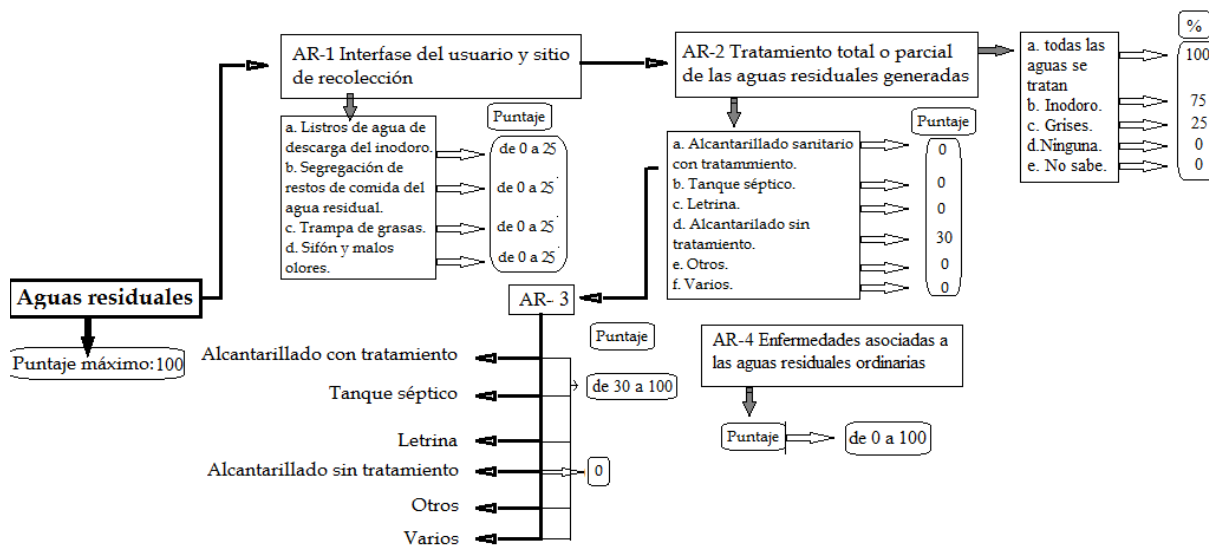 AR-1 Interfase del usuario y sitio
de recolección
Puntaje
a. Listros de agua de
descarga del inodoro.
b. Segregación de
restos de comida del
agua residual.
c. Trampa de grasas.
d. Sifón y malos
olores.
de 0 a 25
de 0 a 25
de 0 a 25
de 0 a 25
AR-2 Tratamiento total o parcial
de las aguas residuales generadas
%
a. todas las
aguas se
tratan
b. Inodoro.
c. Grises.
d.Ninguna.
e. No sabe.
100
75
25
0
0
Puntaje
a. Alcantarillado sanitario
con tratammiento.
b. Tanque séptico.
c. Letrina.
d. Alcantarilado sin
tratamiento.
e. Otros.
f. Varios.
0
0
0
30
0
0
Aguas residuales
Puntaje máximo:100
AR- 3
Puntaje
Alcantarillado con tratamiento
Tanque séptico
Letrina
Alcantarillado sin tratamiento
Otros
Varios
de 30 a 100
0
AR-4 Enfermedades asociadas a
las aguas residuales ordinarias
Puntaje
de 0 a 100